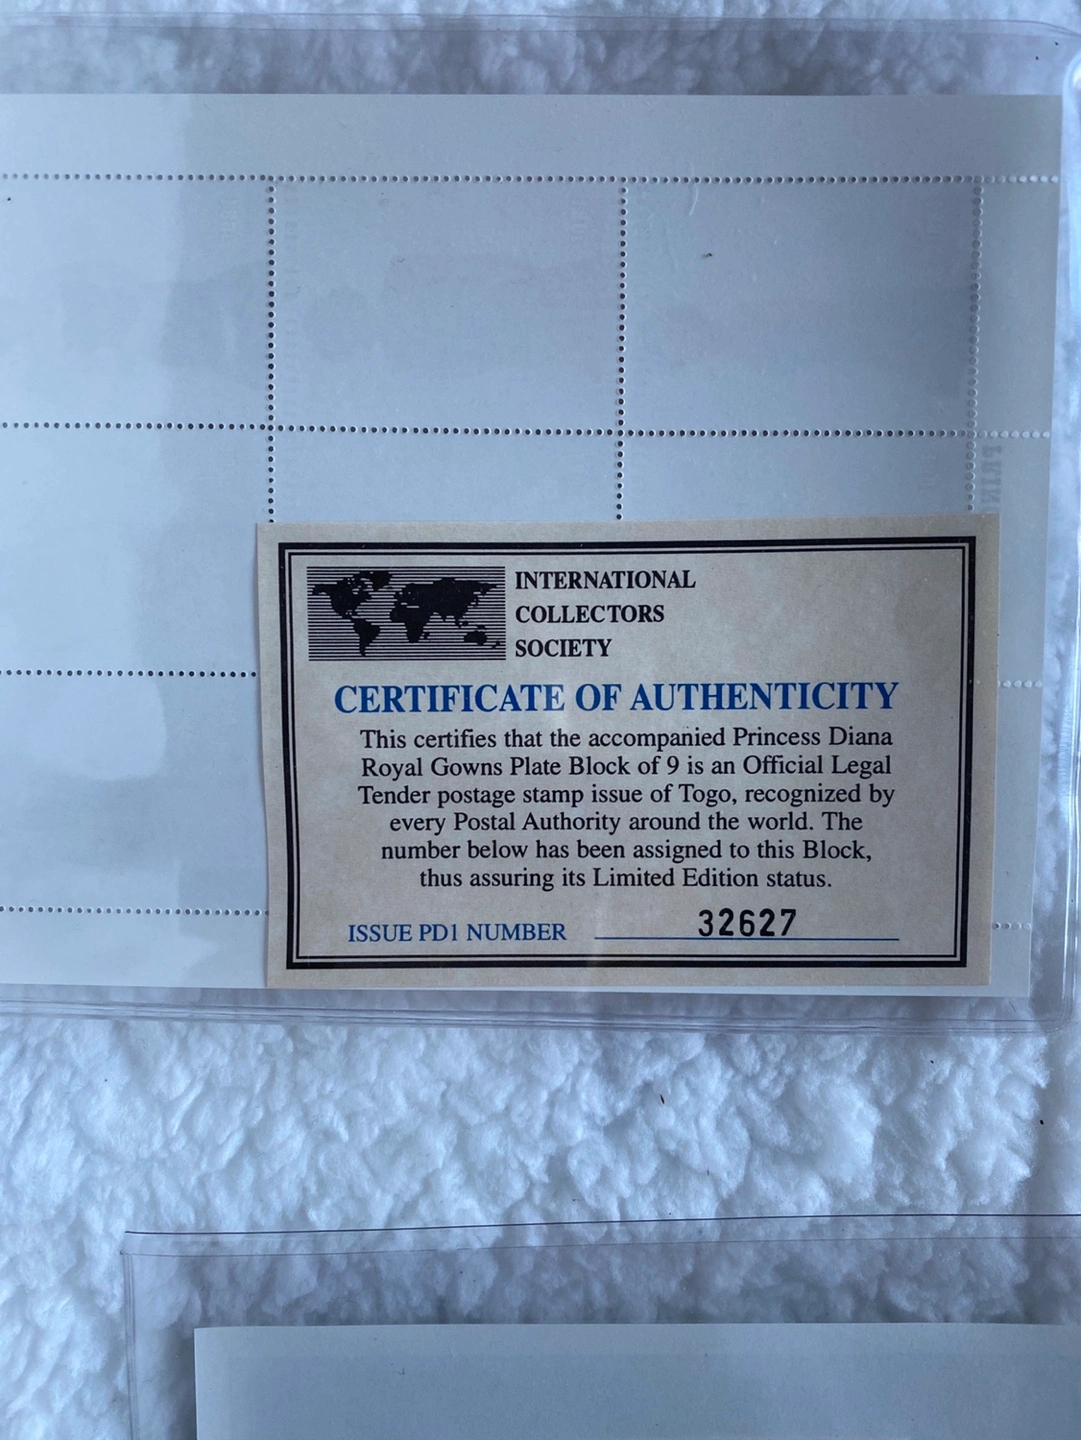 INTERNATIONAL
COLLECTORS
SOCIETY
CERTIFICATE OF AUTHENTICITY
This certifies that the accompanied Princess Diana
Royal Gowns Plate Block of 9 is an Official Legal
Tender postage stamp issue of Togo, recognized by
every Postal Authority around the world. The
number below has been assigned to this Block,
thus assuring its Limited Edition status.
ISSUE PD1 NUMBER 32627